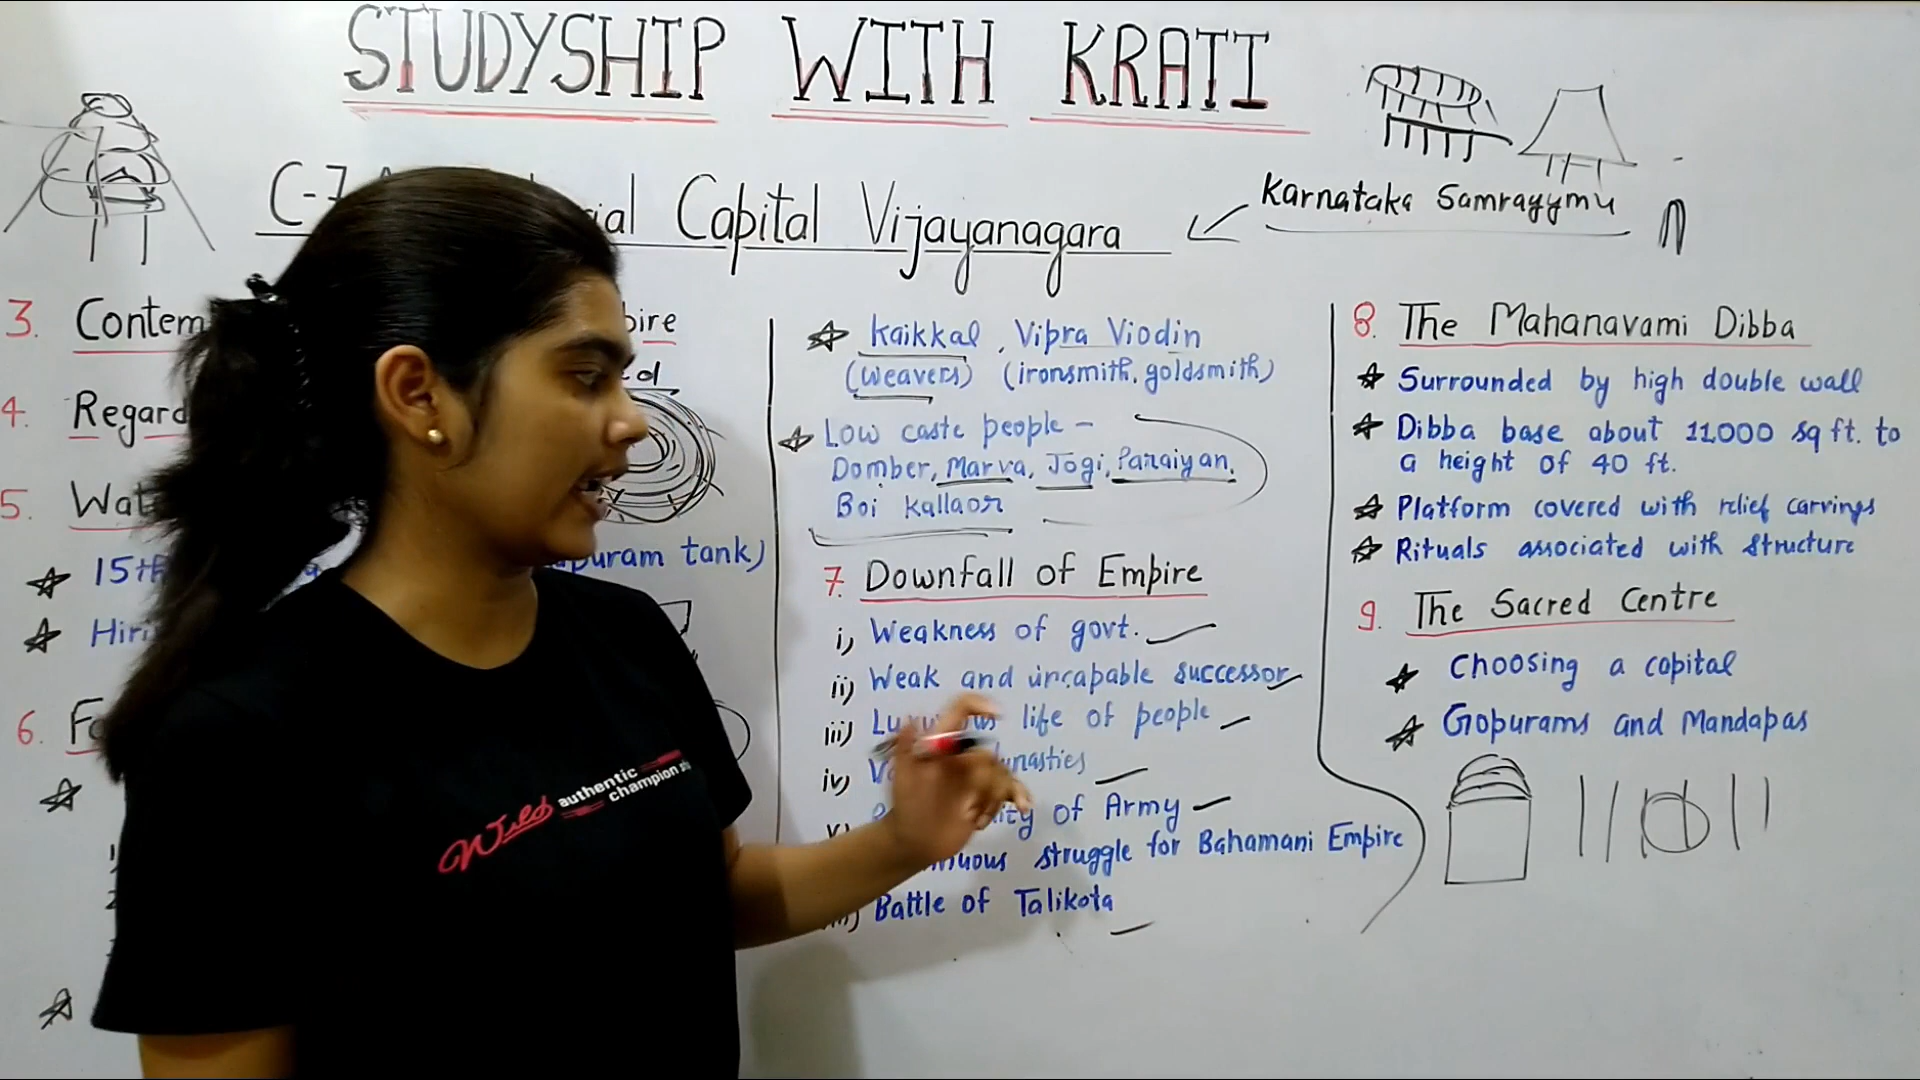 STUDYSHIP WITH KRATI
C-7 Capital Vijayanagara
Karnataka Samrayymu
3. Contem
4. Regard
5. Wat
15th puram tank)
Hiri
6. Fo
Kaikkal, Vipra Viodin
(weavers) (ironsmith, goldsmith)
Low caste people -
Domber, Marva, Jogi, Paraiyan,
Boi Kallaor
7. Downfall of Empire
i) Weakness of govt.
ii) Weak and uncapable successor
iii) life of people
iv)
v) of Army
struggle for Bahamani Empire
Battle of Talikota
8. The Mahanavami Dibba
Surrounded by high double wall
Dibba base about 11000 sq ft. to
a height of 40 ft.
Platform covered with relief carvings
Rituals associated with structure
9. The Sacred Centre
Choosing a capital
Gopurams and Mandapas
Wild authentic
champion